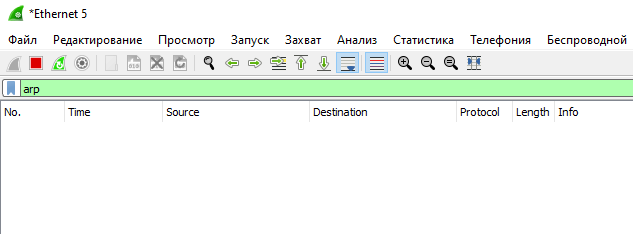 *Ethernet 5
Файл Редактирование Просмотр Запуск Захват Анализ Статистика Телефония Беспроводной
arp
No. Time Source Destination Protocol Length Info